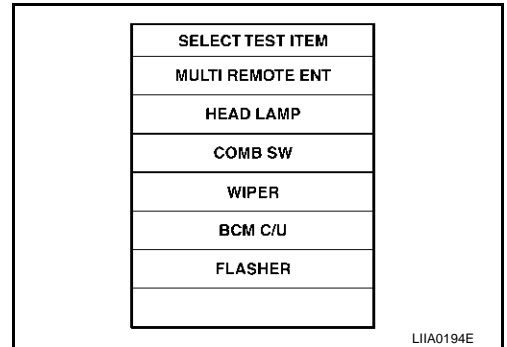 SELECT TEST ITEM
MULTI REMOTE ENT
HEAD LAMP
COMB SW
WIPER
BCM C/U
FLASHER
LIIA0194E